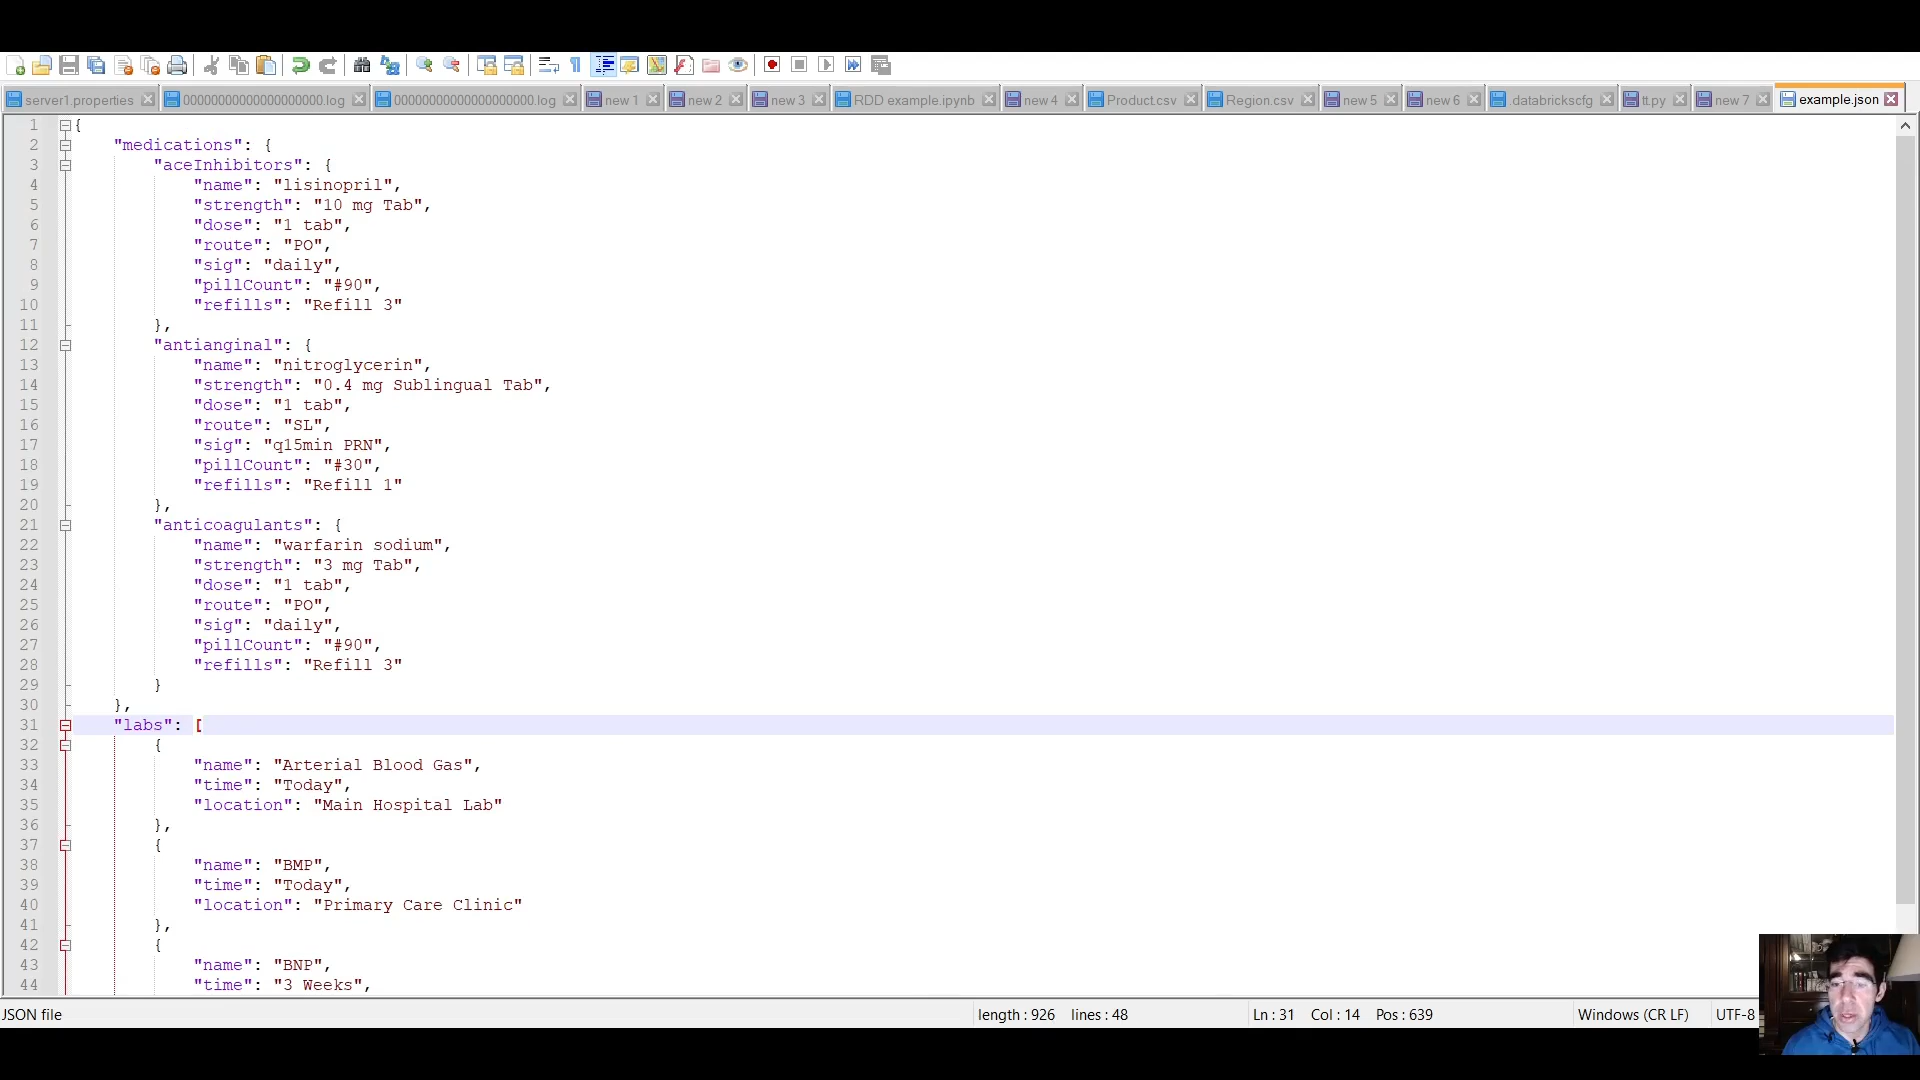 server1.properties 00000000000000000000.log 00000000000000000000.log new 1 new 2 new 3 RDD example.ipynb new 4 Product.csv Region.csv new 5 new 6 .databrickscfg tt.py new 7 example.json
1 {
2 "medications": {
3 "aceInhibitors": {
4 "name": "lisinopril",
5 "strength": "10 mg Tab",
6 "dose": "1 tab",
7 "route": "PO",
8 "sig": "daily",
9 "pillCount": "#90",
10 "refills": "Refill 3"
11 },
12 "antianginal": {
13 "name": "nitroglycerin",
14 "strength": "0.4 mg Sublingual Tab",
15 "dose": "1 tab",
16 "route": "SL",
17 "sig": "q15min PRN",
18 "pillCount": "#30",
19 "refills": "Refill 1"
20 },
21 "anticoagulants": {
22 "name": "warfarin sodium",
23 "strength": "3 mg Tab",
24 "dose": "1 tab",
25 "route": "PO",
26 "sig": "daily",
27 "pillCount": "#90",
28 "refills": "Refill 3"
29 }
30 },
31 "labs": [
32 {
33 "name": "Arterial Blood Gas",
34 "time": "Today",
35 "location": "Main Hospital Lab"
36 },
37 {
38 "name": "BMP",
39 "time": "Today",
40 "location": "Primary Care Clinic"
41 },
42 {
43 "name": "BNP",
44 "time": "3 Weeks",
JSON file length : 926 lines : 48 Ln : 31 Col : 14 Pos : 639 Windows (CR LF) UTF-8